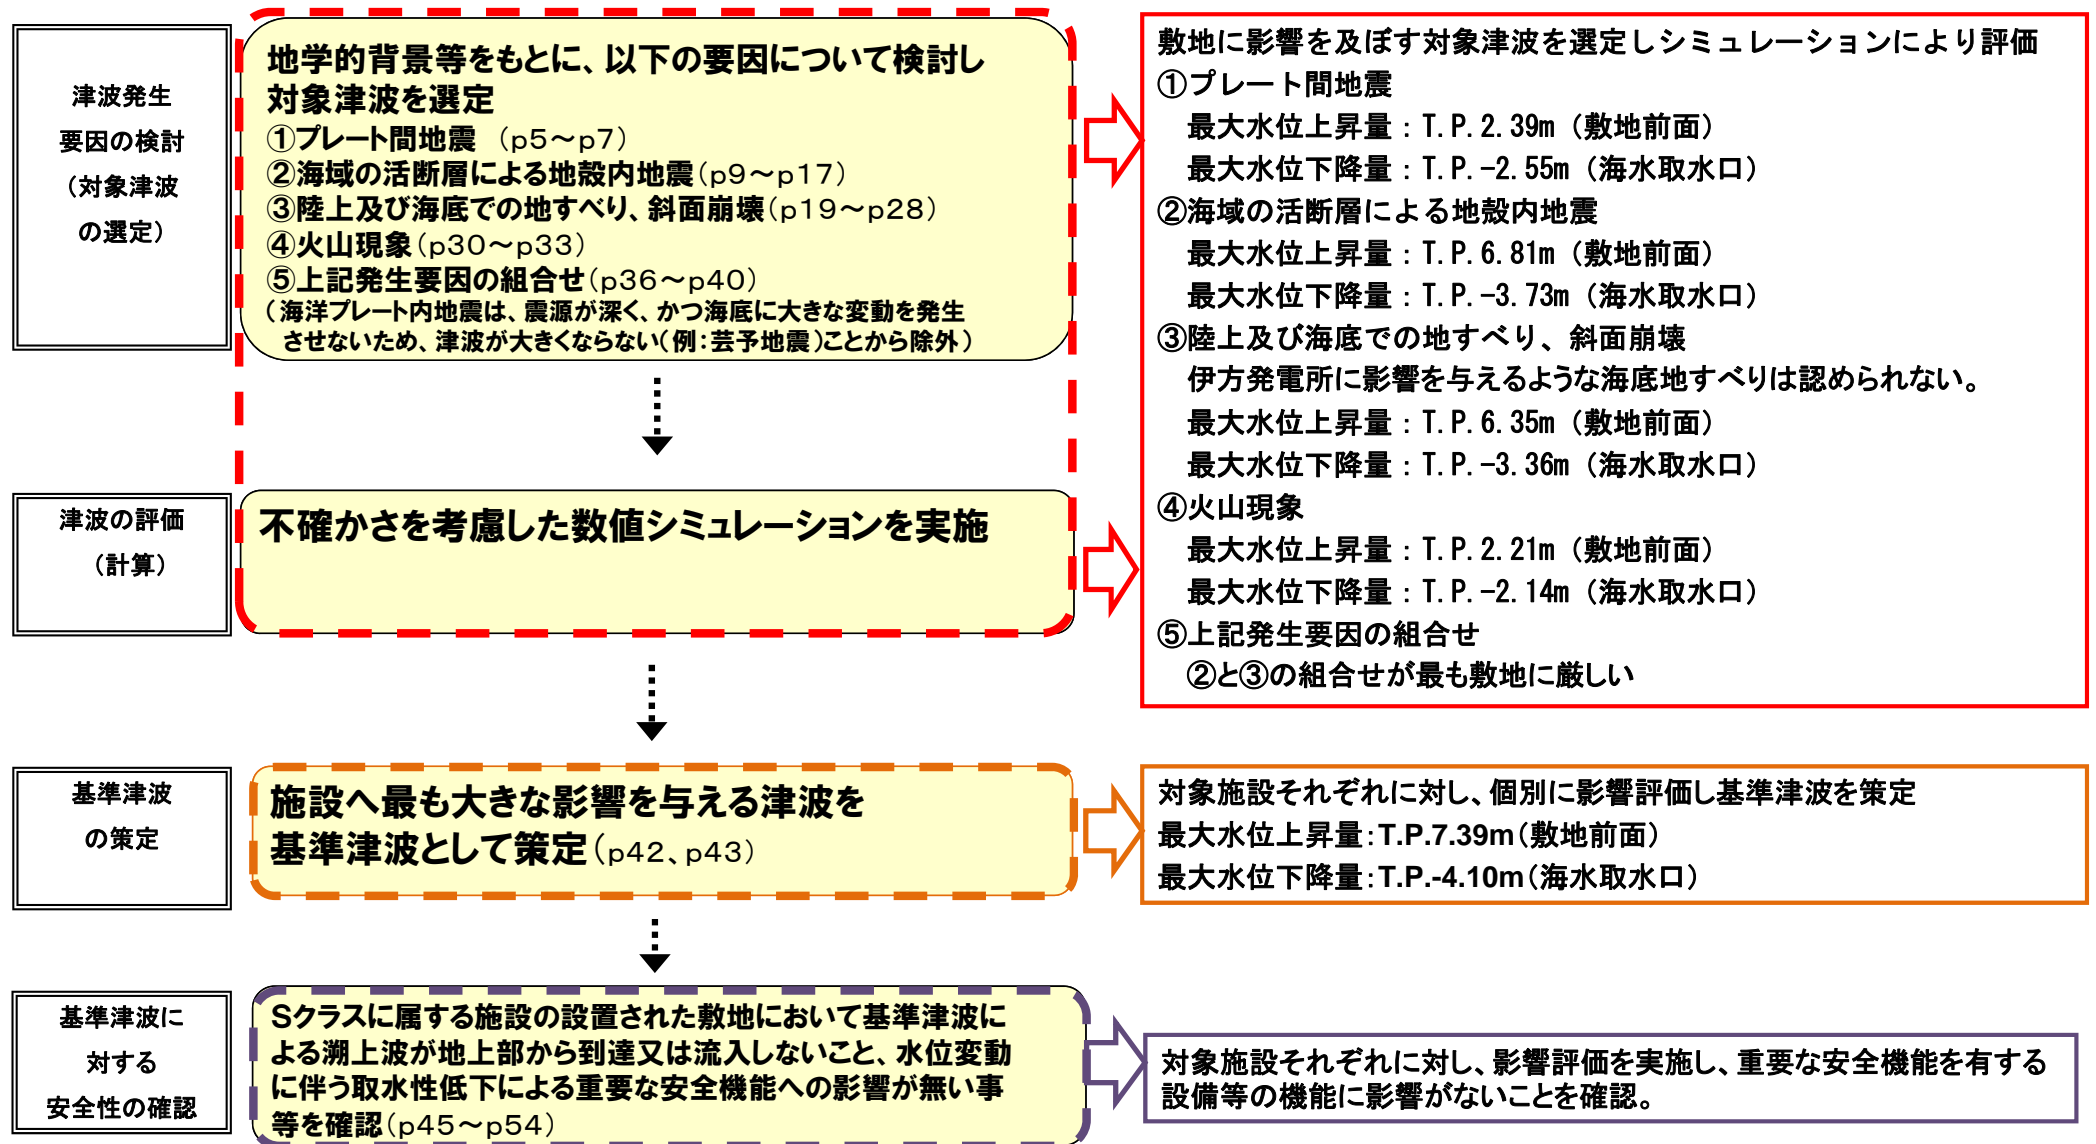 津波発生
要因の検討
（対象津波
の選定）
地学的背景等をもとに、以下の要因について検討し
対象津波を選定
①プレート間地震 （p5～p7）
②海域の活断層による地殻内地震（p9～p17）
③陸上及び海底での地すべり、斜面崩壊（p19～p28）
④火山現象（p30～p33）
⑤上記発生要因の組合せ（p36～p40）
（海洋プレート内地震は、震源が深く、かつ海底に大きな変動を発生
させないため、津波が大きくならない（例：芸予地震）ことから除外）
敷地に影響を及ぼす対象津波を選定しシミュレーションにより評価
①プレート間地震
最大水位上昇量：T.P.2.39m（敷地前面）
最大水位下降量：T.P.-2.55m（海水取水口）
②海域の活断層による地殻内地震
最大水位上昇量：T.P.6.81m（敷地前面）
最大水位下降量：T.P.-3.73m（海水取水口）
③陸上及び海底での地すべり、斜面崩壊
伊方発電所に影響を与えるような海底地すべりは認められない。
最大水位上昇量：T.P.6.35m（敷地前面）
最大水位下降量：T.P.-3.36m（海水取水口）
④火山現象
最大水位上昇量：T.P.2.21m（敷地前面）
最大水位下降量：T.P.-2.14m（海水取水口）
⑤上記発生要因の組合せ
②と③の組合せが最も敷地に厳しい
津波の評価
（計算）
不確かさを考慮した数値シミュレーションを実施
基準津波
の策定
施設へ最も大きな影響を与える津波を
基準津波として策定（p42、p43）
対象施設それぞれに対し、個別に影響評価し基準津波を策定
最大水位上昇量：T.P.7.39m（敷地前面）
最大水位下降量：T.P.-4.10m（海水取水口）
基準津波に
対する
安全性の確認
Sクラスに属する施設の設置された敷地において基準津波に
よる溯上波が地上部から到達又は流入しないこと、水位変動
に伴う取水性低下による重要な安全機能への影響が無い事
等を確認（p45～p54）
対象施設それぞれに対し、影響評価を実施し、重要な安全機能を有する
設備等の機能に影響がないことを確認。